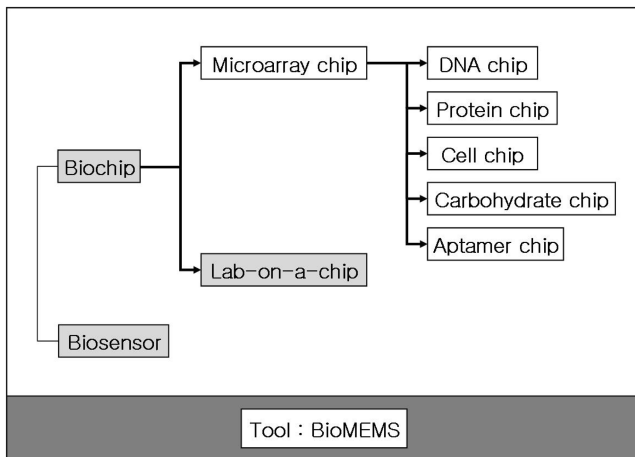 Microarray chip
DNA chip
Protein chip
Biochip
Cell chip
Carbohydrate chip
Lab-on-a-chip
Aptamer chip
Biosensor
Tool : BioMEMS